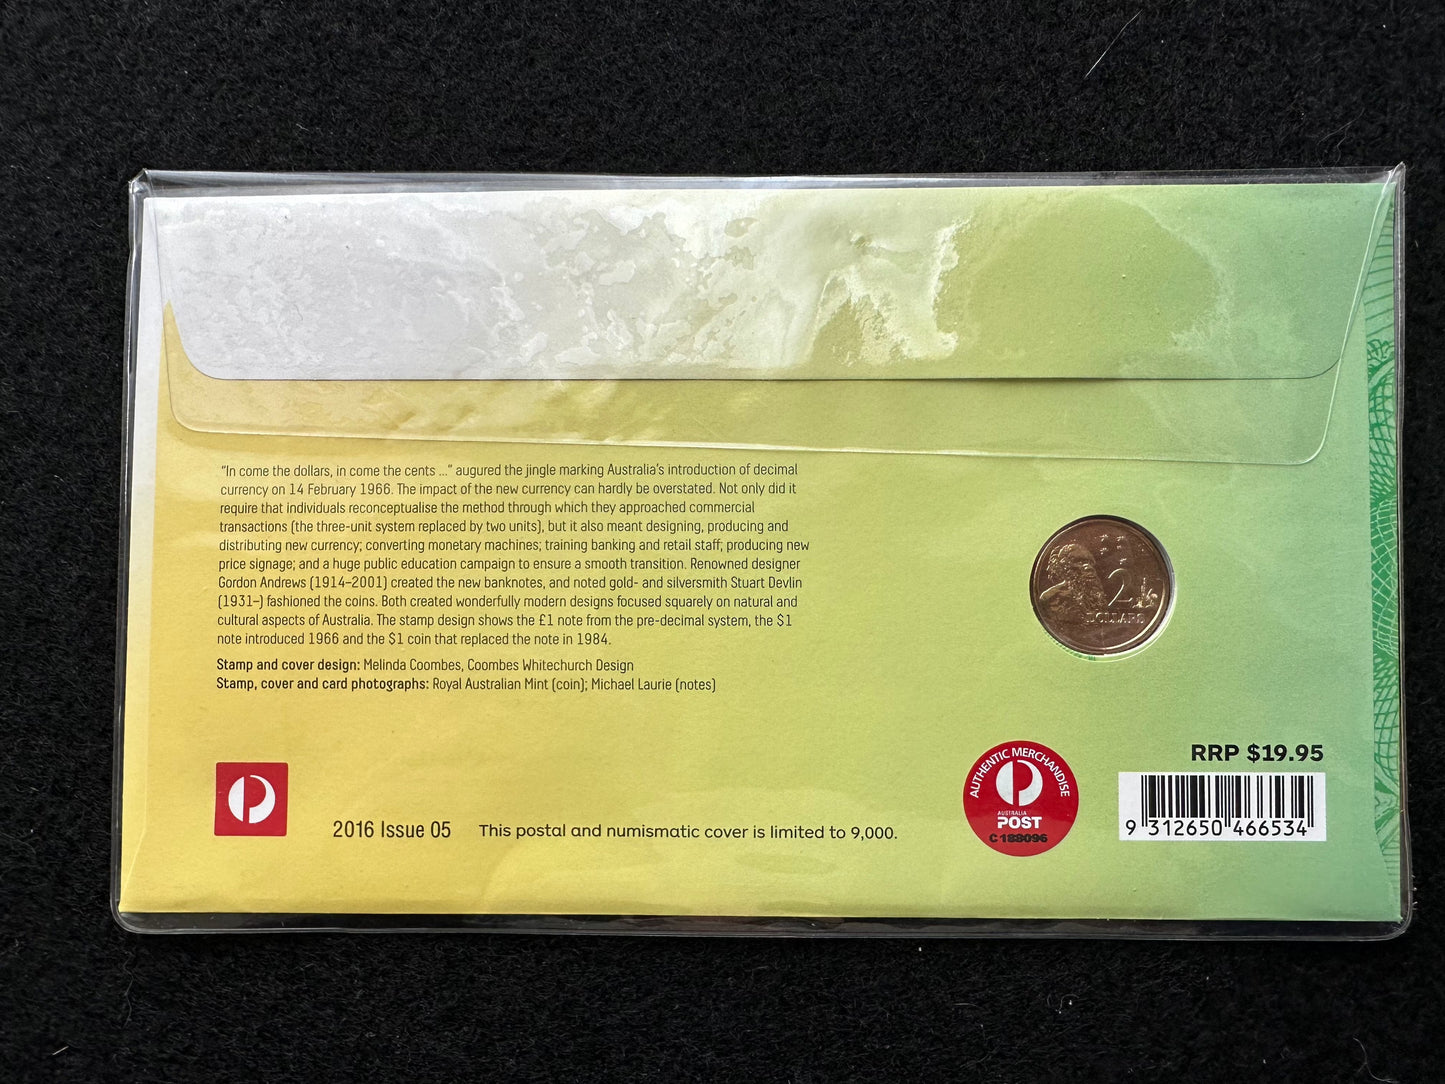 “In come the dollars, in come the cents ...” augured the jingle marking Australia’s introduction of decimal
currency on 14 February 1966. The impact of the new currency can hardly be overstated. Not only did it
require that individuals reconceptualise the method through which they approached commercial
transactions (the three-unit system replaced by two units), but it also meant designing, producing and
distributing new currency; converting monetary machines; training banking and retail staff; producing new
price signage; and a huge public education campaign to ensure a smooth transition. Renowned designer
Gordon Andrews (1914–2001) created the new banknotes, and noted gold- and silversmith Stuart Devlin
(1931–) fashioned the coins. Both created wonderfully modern designs focused squarely on natural and
cultural aspects of Australia. The stamp design shows the £1 note from the pre-decimal system, the $1
note introduced 1966 and the $1 coin that replaced the note in 1984.
Stamp and cover design: Melinda Coombes, Coombes Whitechurch Design
Stamp, cover and card photographs: Royal Australian Mint (coin); Michael Laurie (notes)
2
DOLLARS
2016 Issue 05
This postal and numismatic cover is limited to 9,000.
AUTHENTIC MERCHANDISE
AUSTRALIA
POST
C 188096
RRP $19.95
9 312650 466534